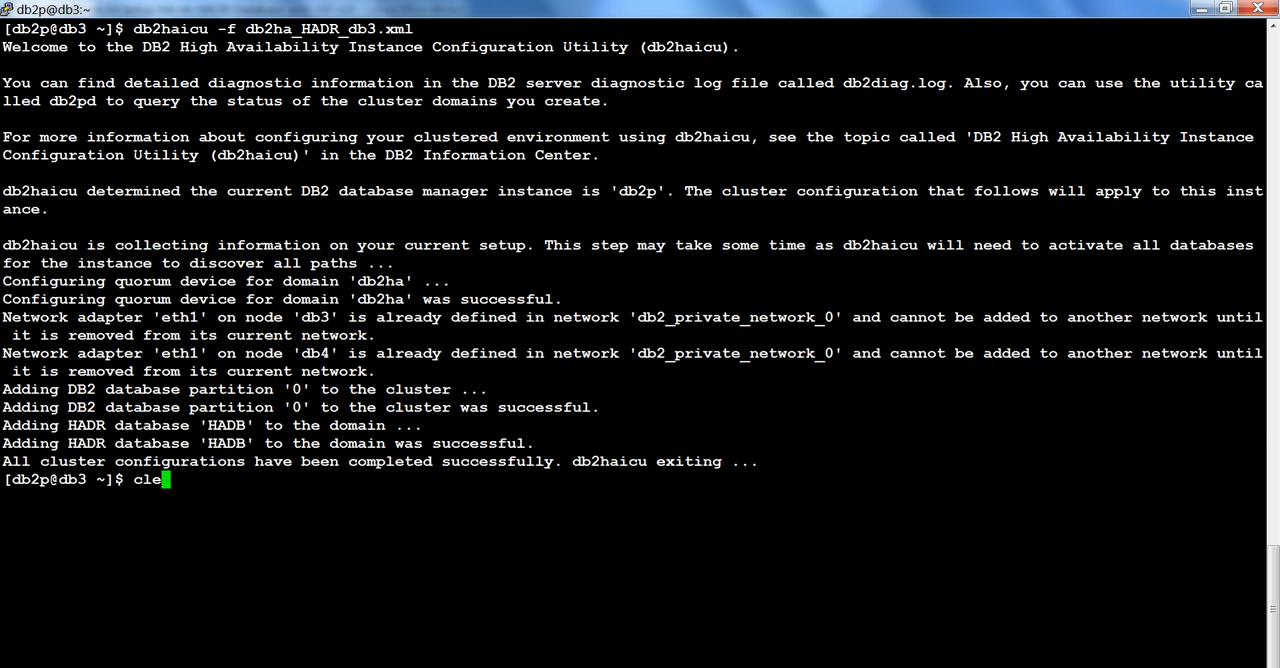 db2p@db3:~
[db2p@db3 ~]$ db2haicu -f db2ha_HADR_db3.xml
Welcome to the DB2 High Availability Instance Configuration Utility (db2haicu).
You can find detailed diagnostic information in the DB2 server diagnostic log file called db2diag.log. Also, you can use the utility ca
lled db2pd to query the status of the cluster domains you create.
For more information about configuring your clustered environment using db2haicu, see the topic called 'DB2 High Availability Instance
Configuration Utility (db2haicu)' in the DB2 Information Center.
db2haicu determined the current DB2 database manager instance is 'db2p'. The cluster configuration that follows will apply to this inst
ance.
db2haicu is collecting information on your current setup. This step may take some time as db2haicu will need to activate all databases
for the instance to discover all paths ...
Configuring quorum device for domain 'db2ha' ...
Configuring quorum device for domain 'db2ha' was successful.
Network adapter 'eth1' on node 'db3' is already defined in network 'db2_private_network_0' and cannot be added to another network until
it is removed from its current network.
Network adapter 'eth1' on node 'db4' is already defined in network 'db2_private_network_0' and cannot be added to another network until
it is removed from its current network.
Adding DB2 database partition '0' to the cluster ...
Adding DB2 database partition '0' to the cluster was successful.
Adding HADR database 'HADB' to the domain ...
Adding HADR database 'HADB' to the domain was successful.
All cluster configurations have been completed successfully. db2haicu exiting ...
[db2p@db3 ~]$ cle